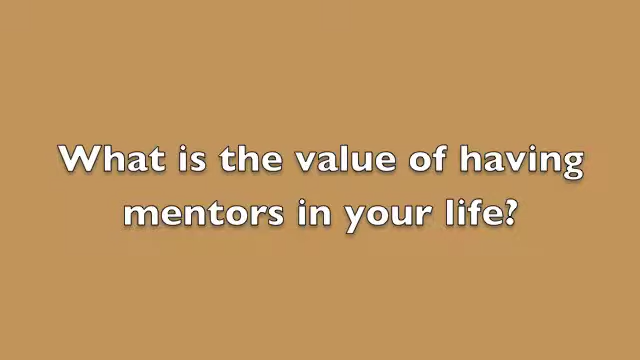 What is the value of having
mentors in your life?